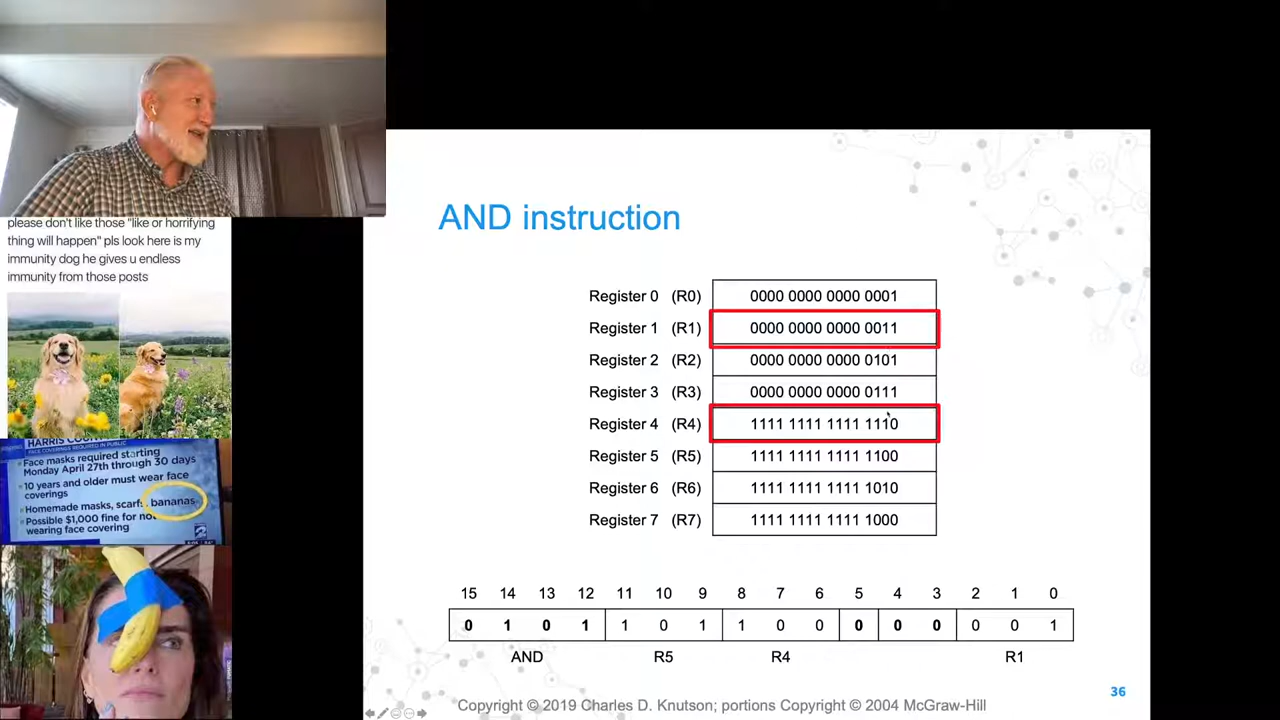 please don't like those "like or horrifying
thing will happen" pls look here is my
immunity dog he gives u endless
immunity from those posts
FACE COVERINGS REQUIRED IN PUBLIC
Face masks required starting
Monday April 27th through 30 days
10 years and older must wear face
coverings
Homemade masks, scarfs, bananas
Possible $1,000 fine for not
wearing face covering
2
AND instruction
Register 0 (R0) 0000 0000 0000 0001
Register 1 (R1) 0000 0000 0000 0011
Register 2 (R2) 0000 0000 0000 0101
Register 3 (R3) 0000 0000 0000 0111
Register 4 (R4) 1111 1111 1111 1110
Register 5 (R5) 1111 1111 1111 1100
Register 6 (R6) 1111 1111 1111 1010
Register 7 (R7) 1111 1111 1111 1000
15 14 13 12 11 10 9 8 7 6 5 4 3 2 1 0
0 1 0 1 1 0 1 1 0 0 0 0 0 0 0 1
AND R5 R4 R1
36
Copyright © 2019 Charles D. Knutson; portions Copyright © 2004 McGraw-Hill